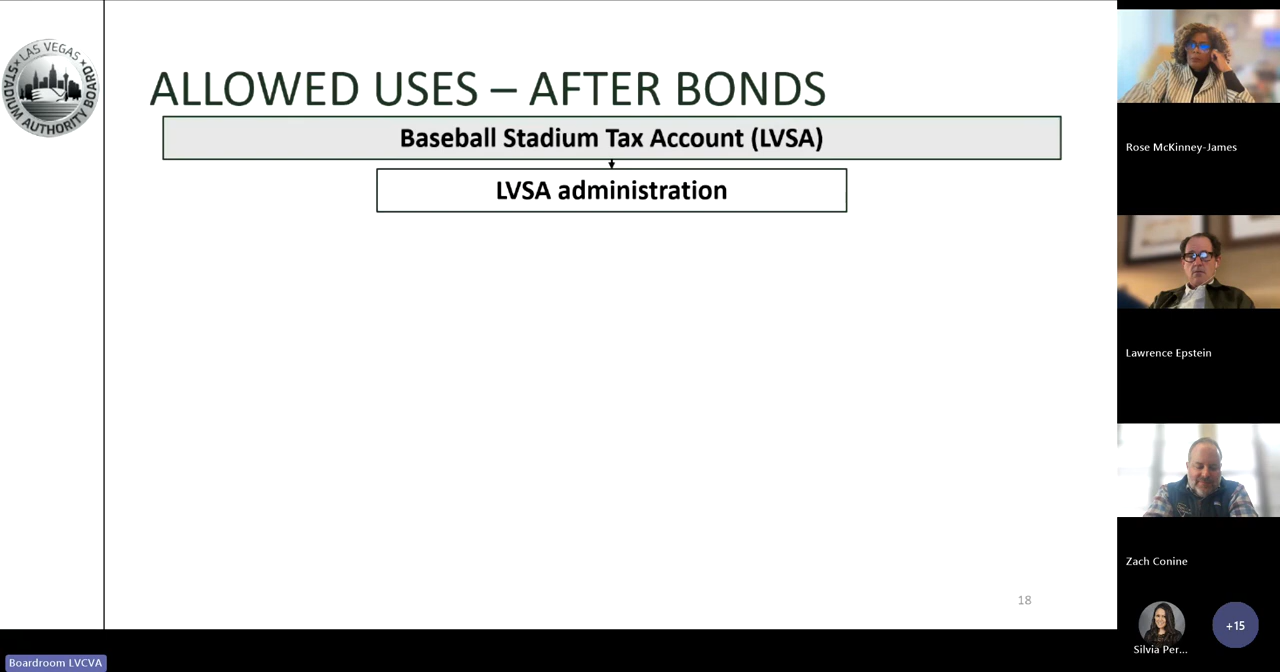 LAS VEGAS
STADIUM AUTHORITY BOARD
ALLOWED USES – AFTER BONDS
Baseball Stadium Tax Account (LVSA)
LVSA administration
18
Rose McKinney-James
Lawrence Epstein
Zach Conine
Silvia Per...
+15
Boardroom LVCVA